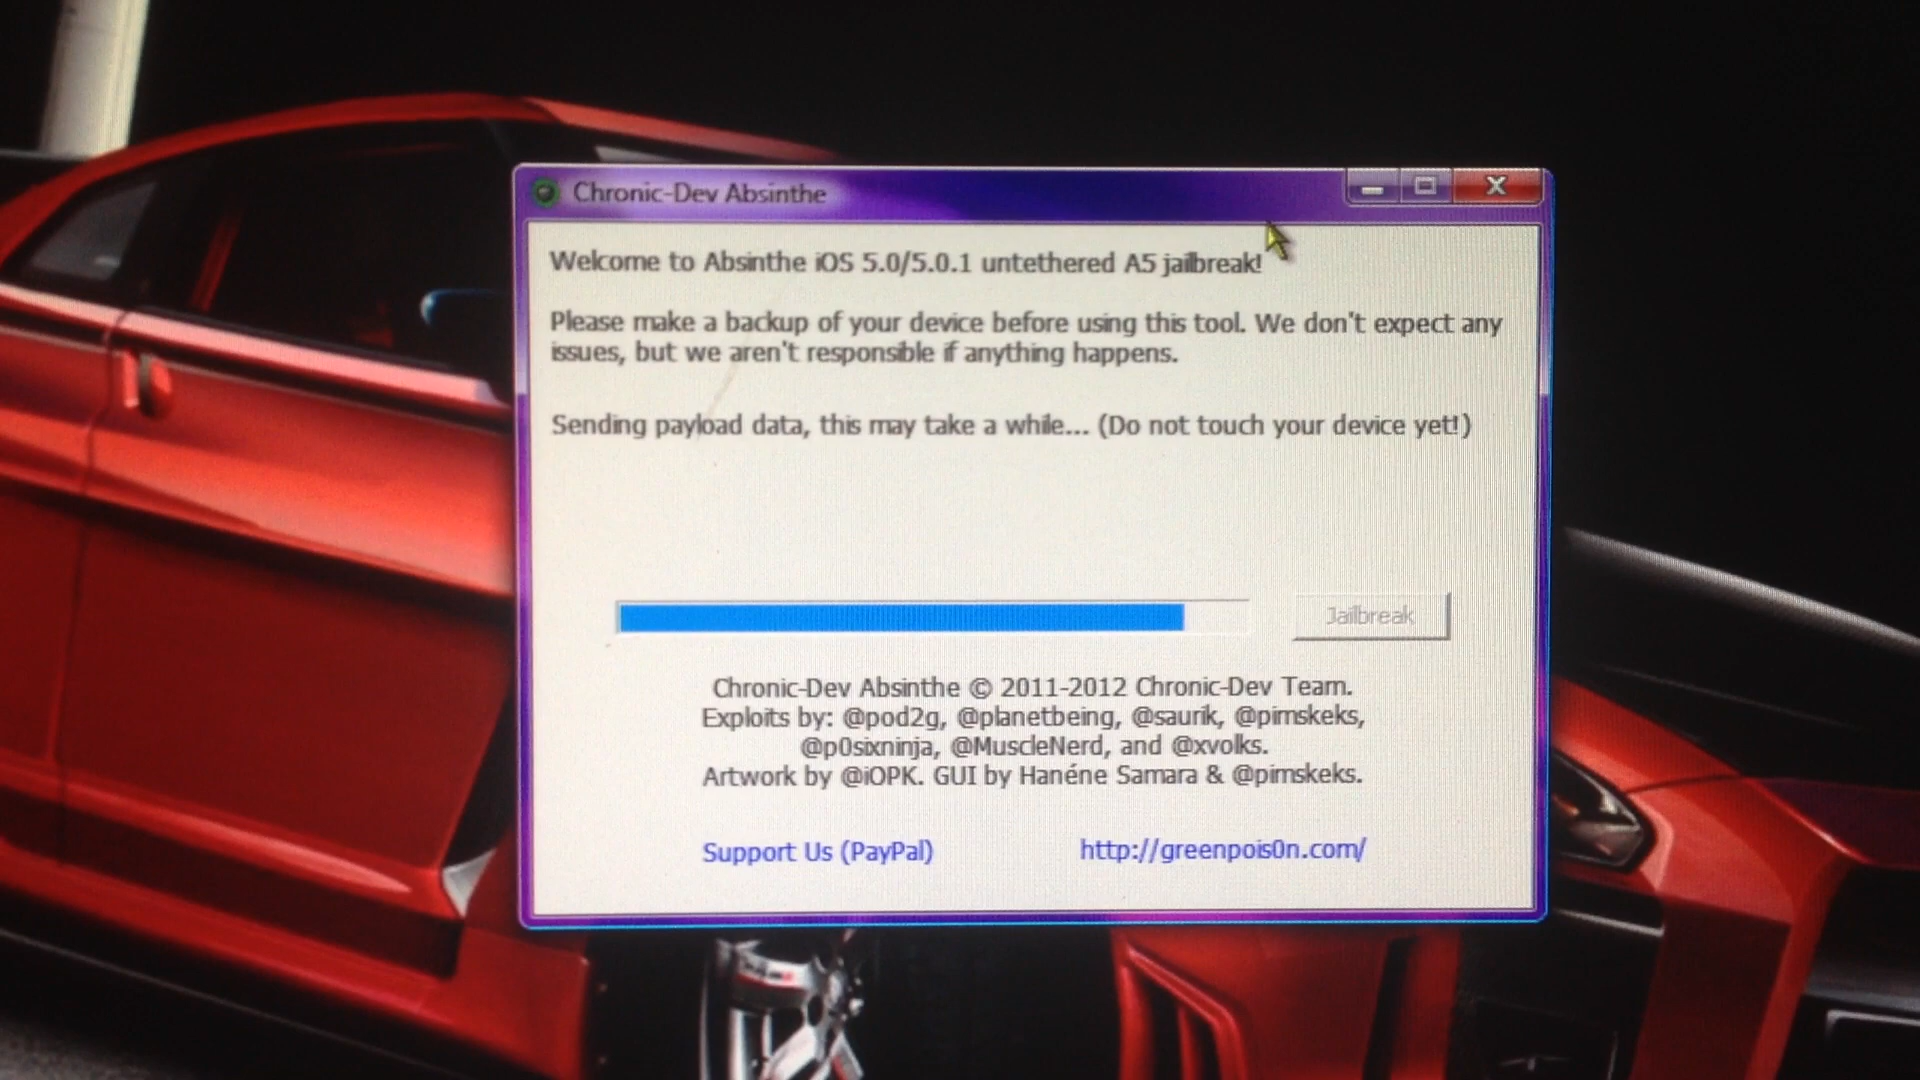 Chronic-Dev Absinthe
Welcome to Absinthe iOS 5.0/5.0.1 untethered A5 jailbreak!
Please make a backup of your device before using this tool. We don't expect any
issues, but we aren't responsible if anything happens.
Sending payload data, this may take a while... (Do not touch your device yet!)
Jailbreak
Chronic-Dev Absinthe © 2011-2012 Chronic-Dev Team.
Exploits by: @pod2g, @planetbeing, @saurik, @pimskeks,
@p0sixninja, @MuscleNerd, and @xvolks.
Artwork by @iOPK. GUI by Hanéne Samara & @pimskeks.
Support Us (PayPal)
http://greenpois0n.com/